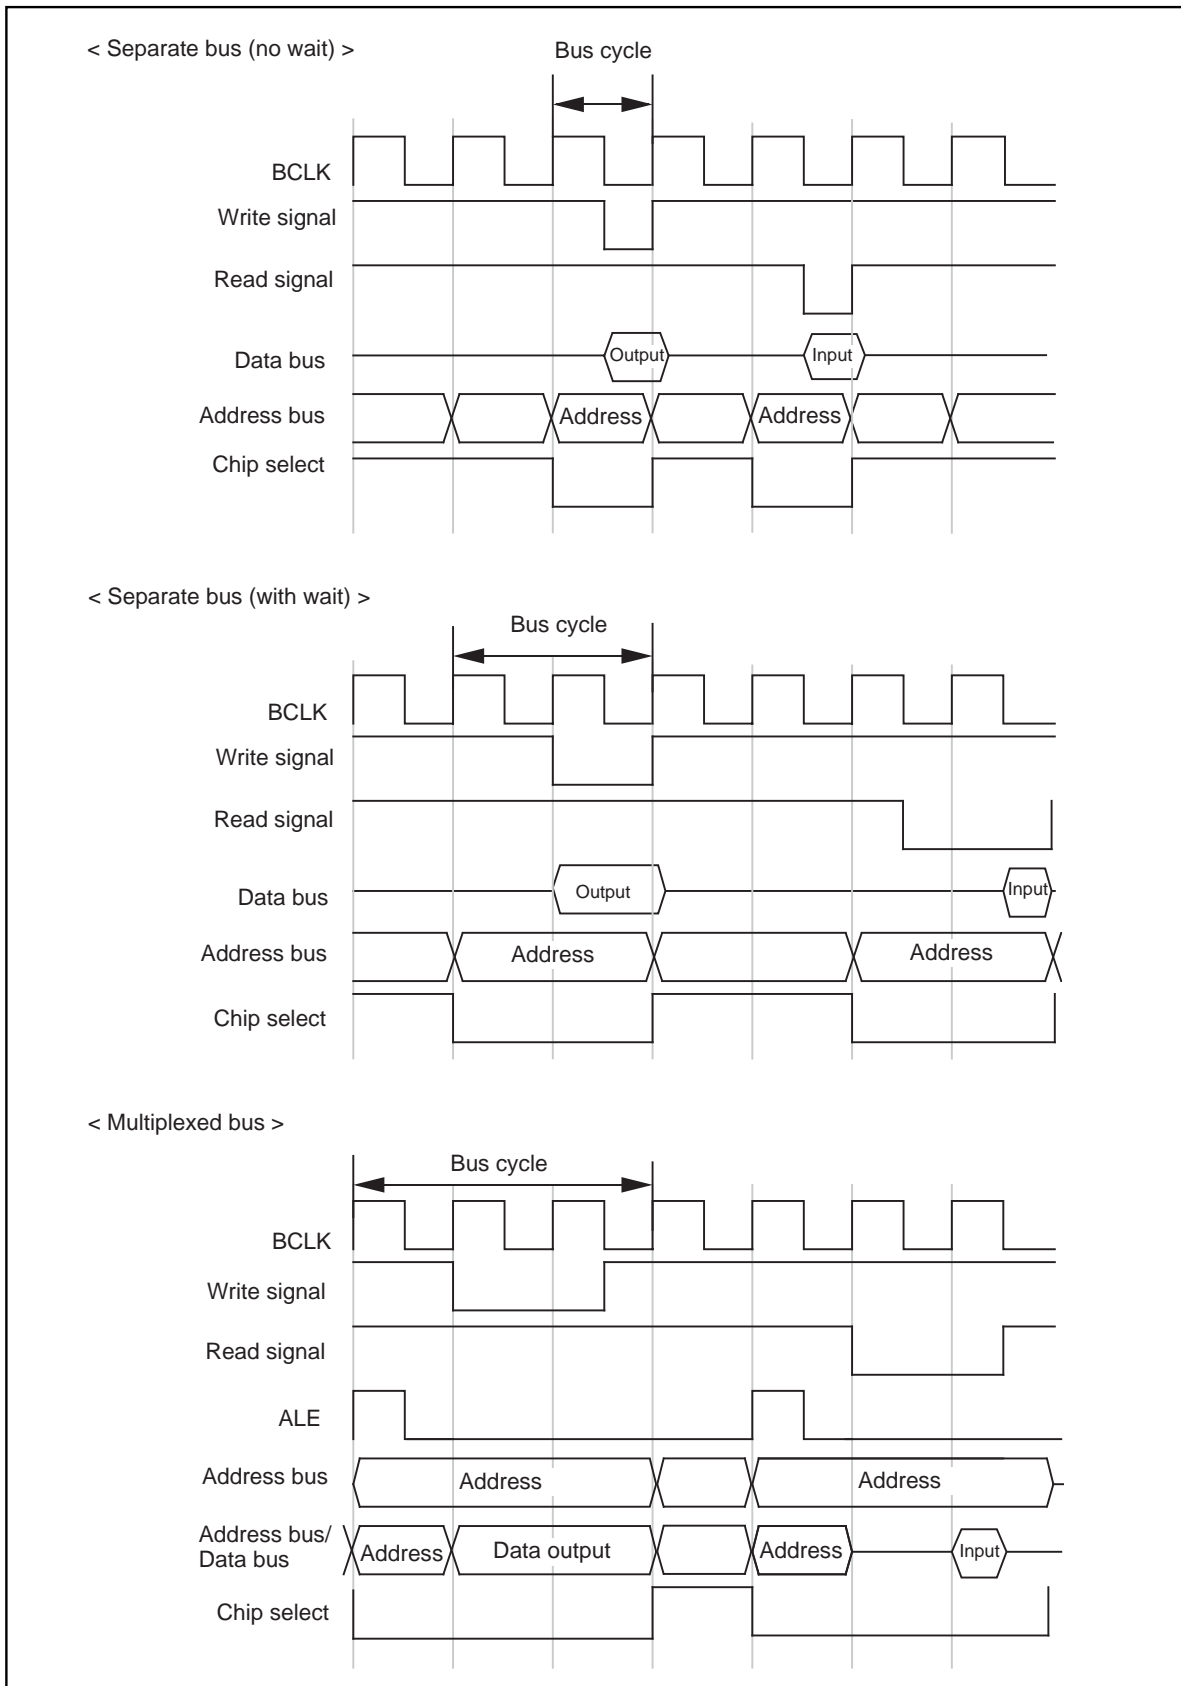 < Separate bus (no wait) >
Bus cycle
BCLK
Write signal
Read signal
Data bus
Output
Input
Address bus
Address
Address
Chip select
< Separate bus (with wait) >
Bus cycle
BCLK
Write signal
Read signal
Data bus
Output
Input
Address bus
Address
Address
Chip select
< Multiplexed bus >
Bus cycle
BCLK
Write signal
Read signal
ALE
Address bus
Address
Address
Address bus/
Data bus
Address
Data output
Address
Input
Chip select